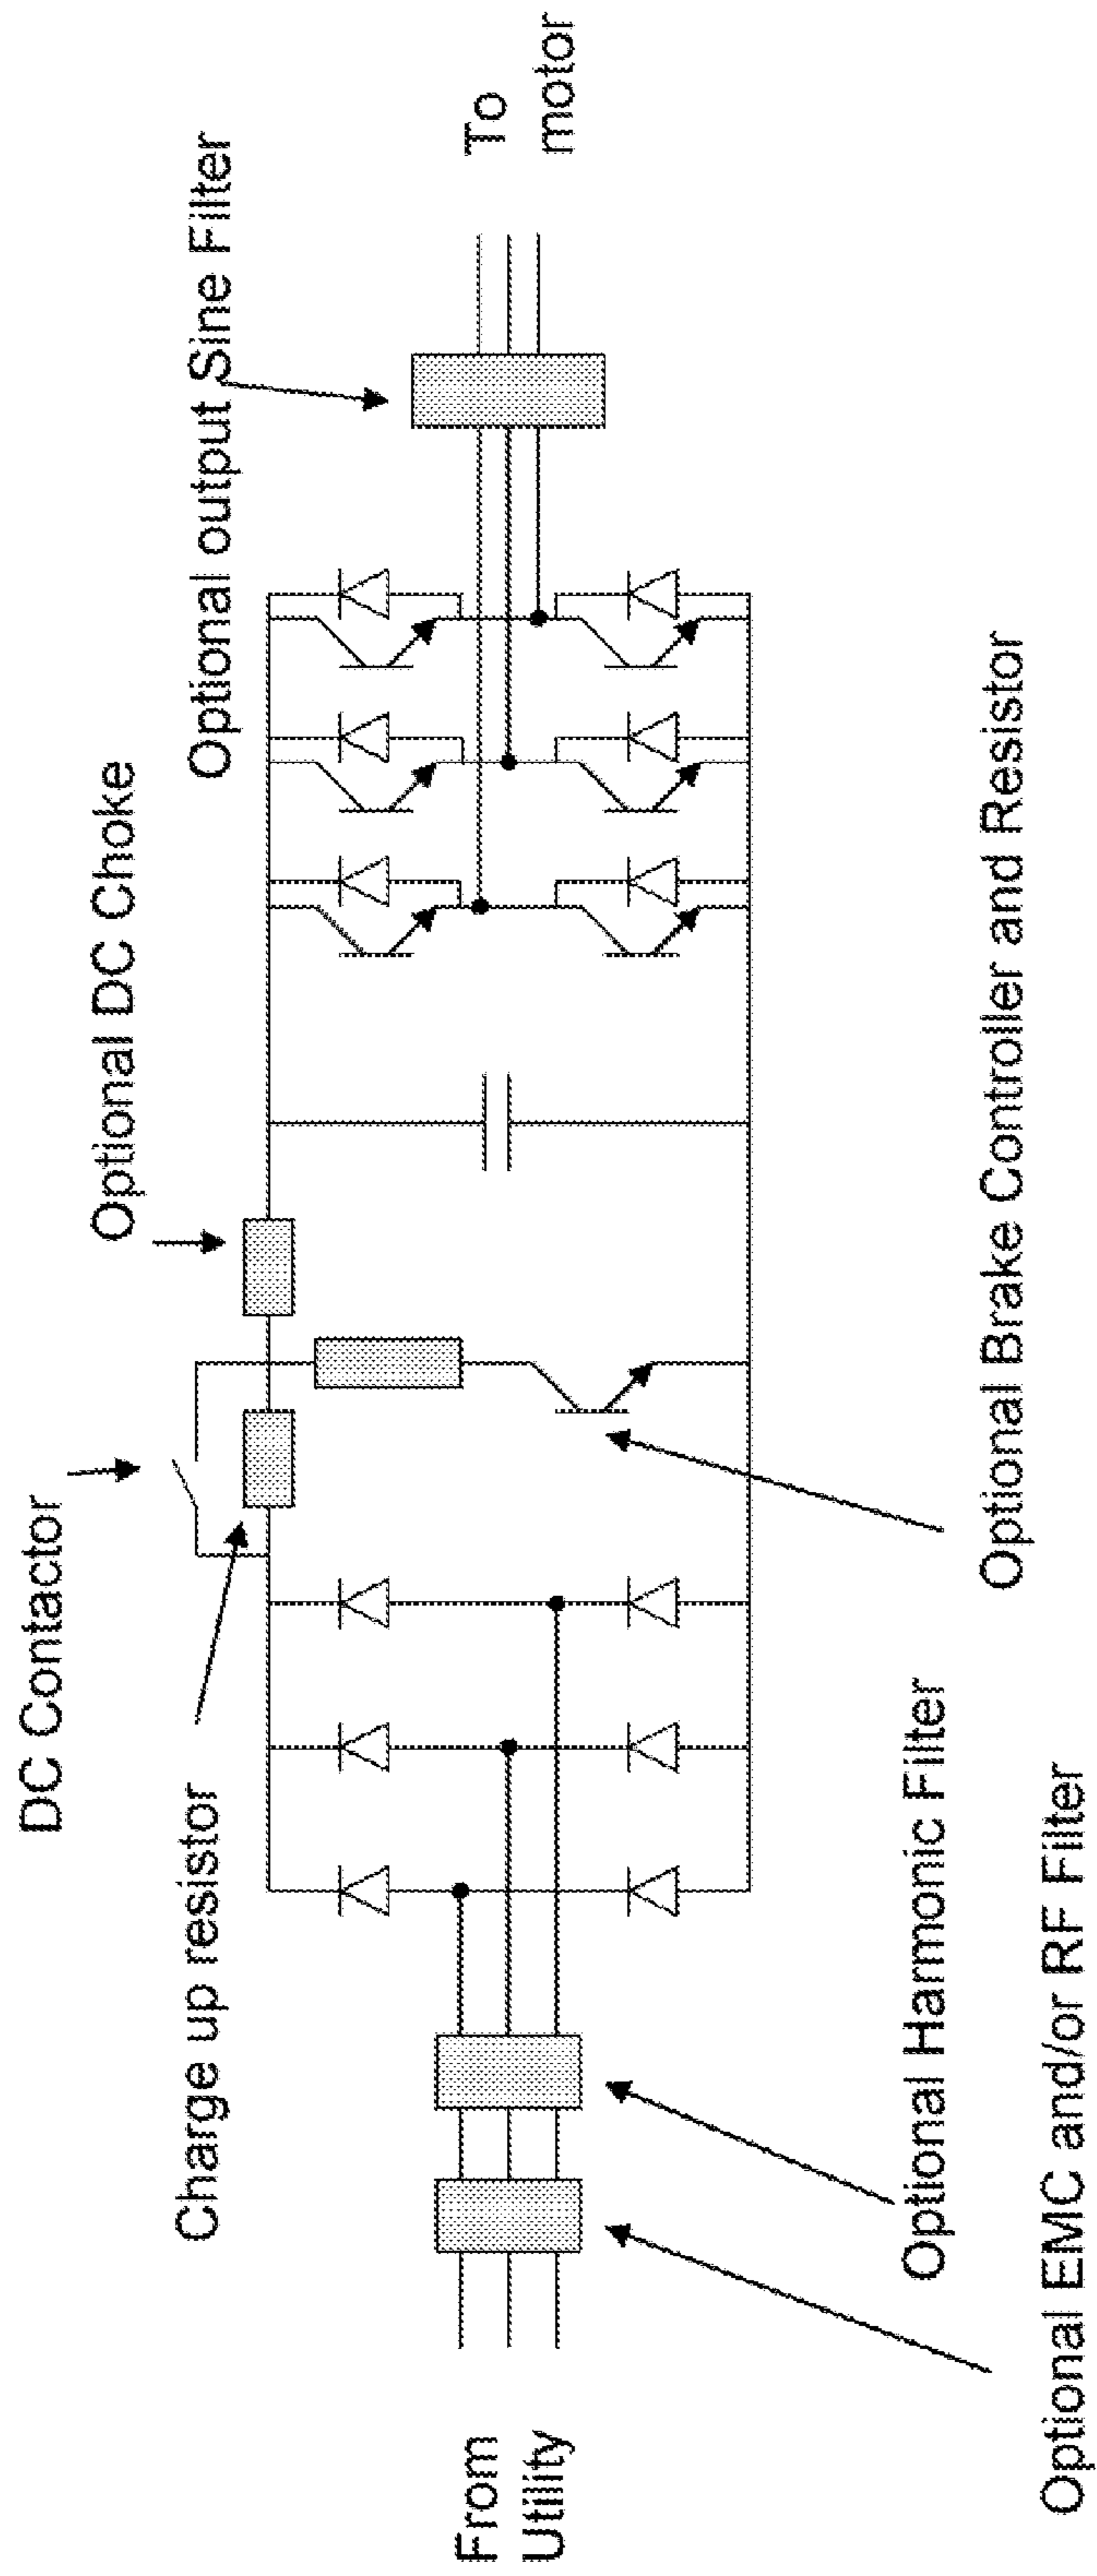 DC Contactor
Optional DC Choke
Charge up resistor
Optional output Sine Filter
From
Utility
To
motor
Optional Harmonic Filter
Optional Brake Controller and Resistor
Optional EMC and/or RF Filter